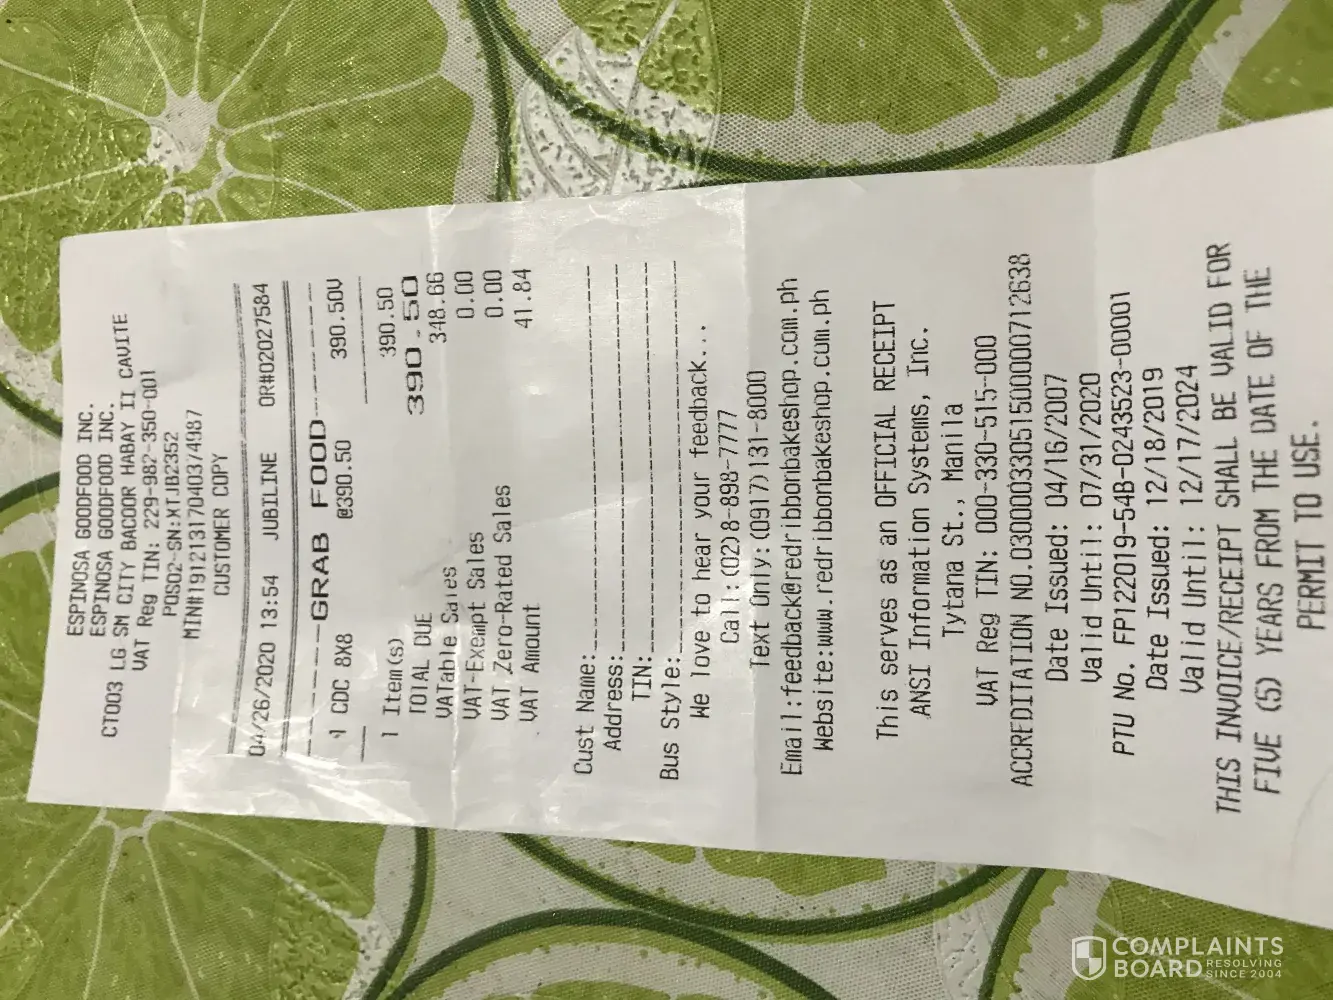 ESPINOSA GOODFOOD INC.
ESPINOSA GOODFOOD INC.
CT003 LG SM CITY BACOOR HABAY II CAVITE
VAT Reg TIN: 229-982-350-001
POS02-SN:XTJB2352
MIN#19121317040374987
CUSTOMER COPY
04/26/2020 13:54 JUBILINE OR#02027584
-----GRAB FOOD-----
1 CDC 8X8 @390.50 390.50V
1 Item(s) 390.50
TOTAL DUE 390.50
VATable Sales 348.66
VAT-Exempt Sales 0.00
VAT Zero-Rated Sales 0.00
VAT Amount 41.84
Cust Name:
Address:
TIN:
Bus Style:
We love to hear your feedback...
Call:(02)8-898-7777
Text Only:(0917)131-8000
Email:feedback@redribbonbakeshop.com.ph
Website:www.redribbonbakeshop.com.ph
This serves as an OFFICIAL RECEIPT
ANSI Information Systems, Inc.
Tytana St., Manila
VAT Reg TIN: 000-330-515-000
ACCREDITATION NO.030000330515000000712638
Date Issued: 04/16/2007
Valid Until: 07/31/2020
PTU No. FP122019-54B-0243523-00001
Date Issued: 12/18/2019
Valid Until: 12/17/2024
THIS INVOICE/RECEIPT SHALL BE VALID FOR
FIVE (5) YEARS FROM THE DATE OF THE
PERMIT TO USE.
COMPLAINTS
BOARD RESOLVING
SINCE 2004